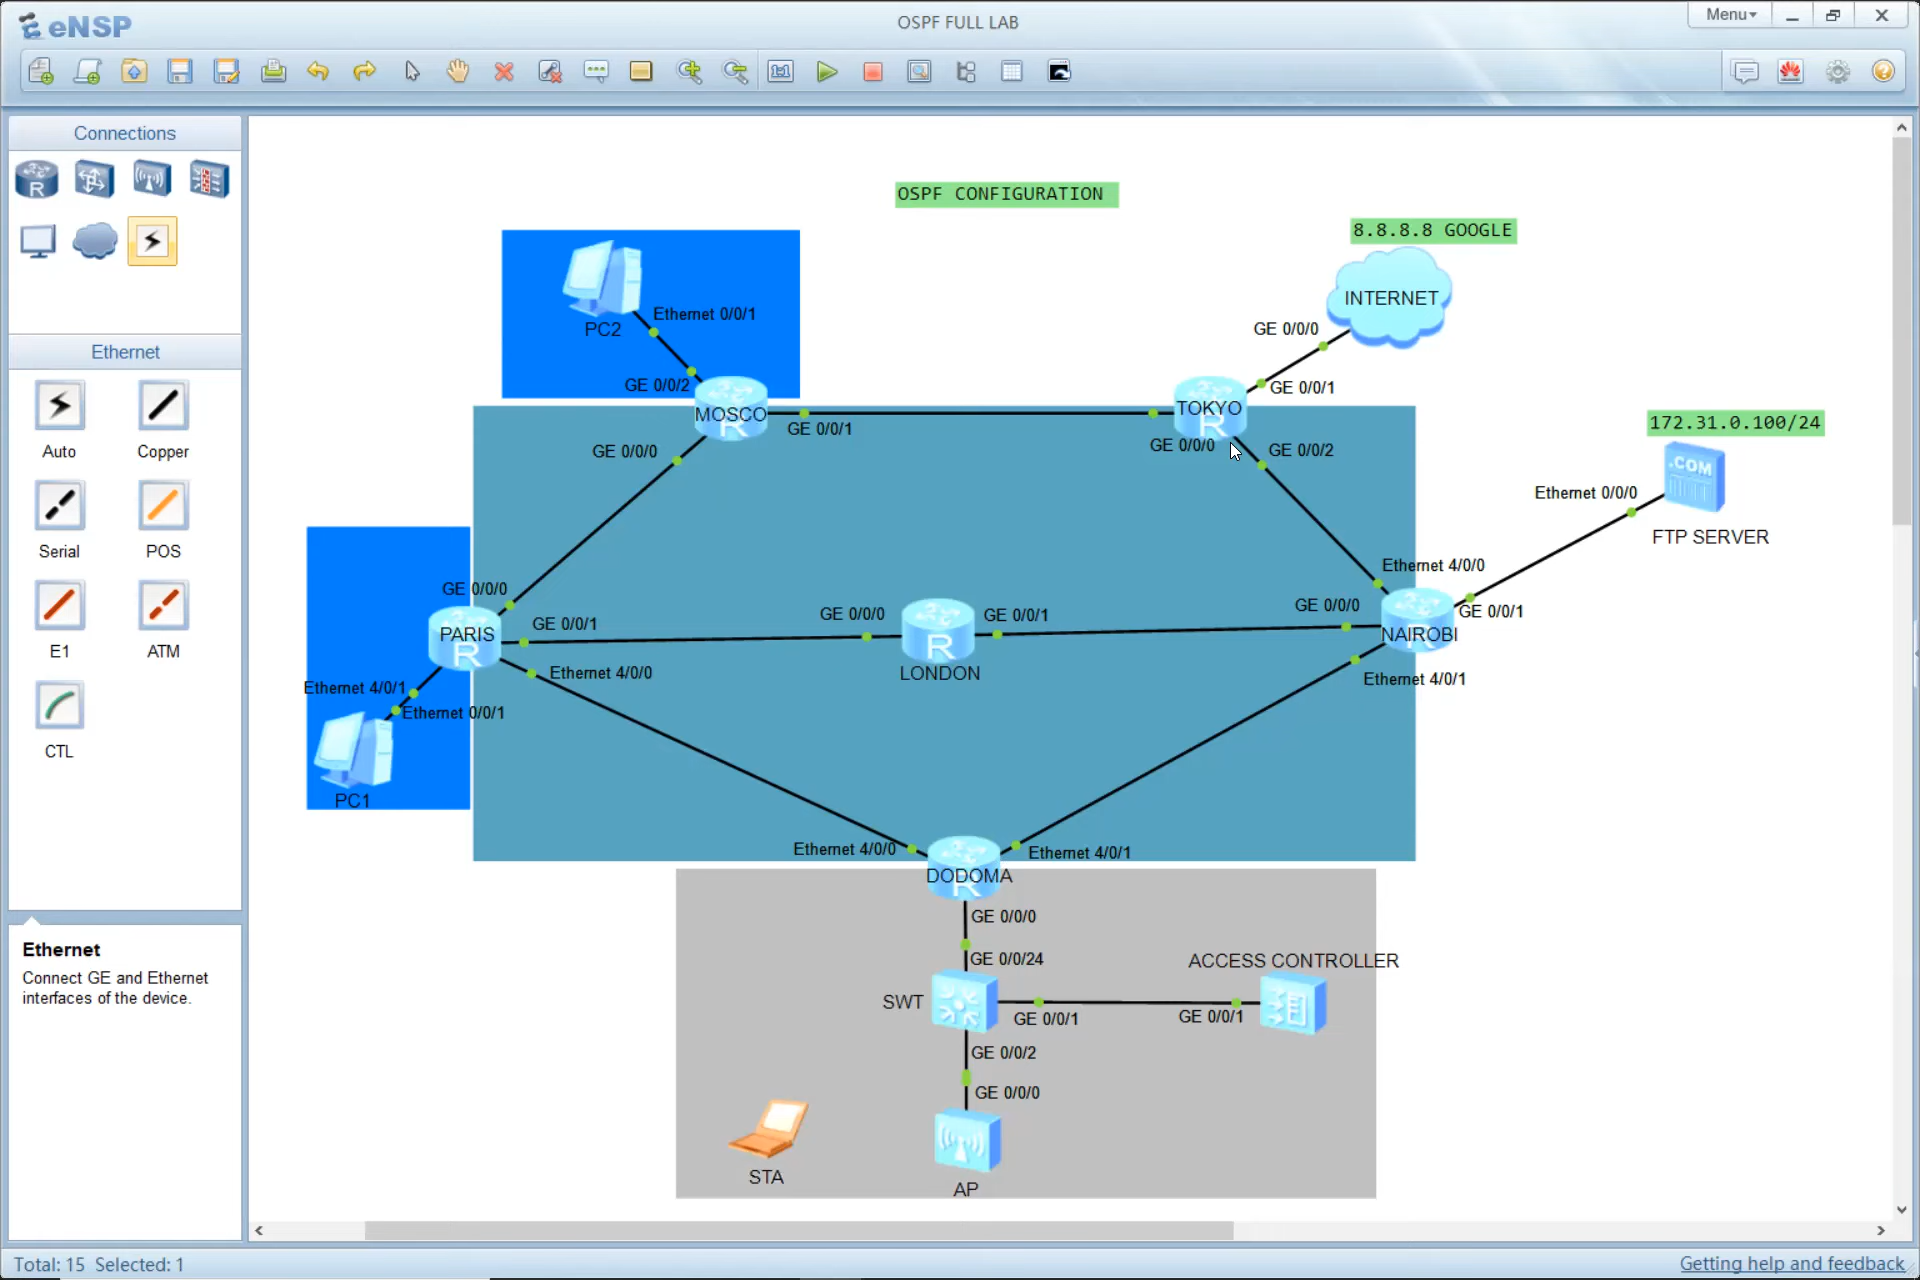 eNSP
OSPF FULL LAB
Menu
Connections
R
Ethernet
Auto
Copper
Serial
POS
E1
ATM
CTL
Ethernet
Connect GE and Ethernet
interfaces of the device.
OSPF CONFIGURATION
8.8.8.8 GOOGLE
INTERNET
GE 0/0/0
GE 0/0/1
PC2
Ethernet 0/0/1
GE 0/0/2
MOSCO
R
GE 0/0/1
GE 0/0/0
TOKYO
R
GE 0/0/0
GE 0/0/2
172.31.0.100/24
.COM
Ethernet 0/0/0
FTP SERVER
Ethernet 4/0/0
GE 0/0/0
GE 0/0/1
NAIROBI
Ethernet 4/0/1
GE 0/0/0
PARIS
R
GE 0/0/1
Ethernet 4/0/0
GE 0/0/0
GE 0/0/1
R
LONDON
Ethernet 4/0/1
Ethernet 0/0/1
PC1
Ethernet 4/0/0
Ethernet 4/0/1
DODOMA
R
GE 0/0/0
GE 0/0/24
SWT
GE 0/0/1
ACCESS CONTROLLER
GE 0/0/1
GE 0/0/2
GE 0/0/0
STA
AP
Total: 15 Selected: 1
Getting help and feedback